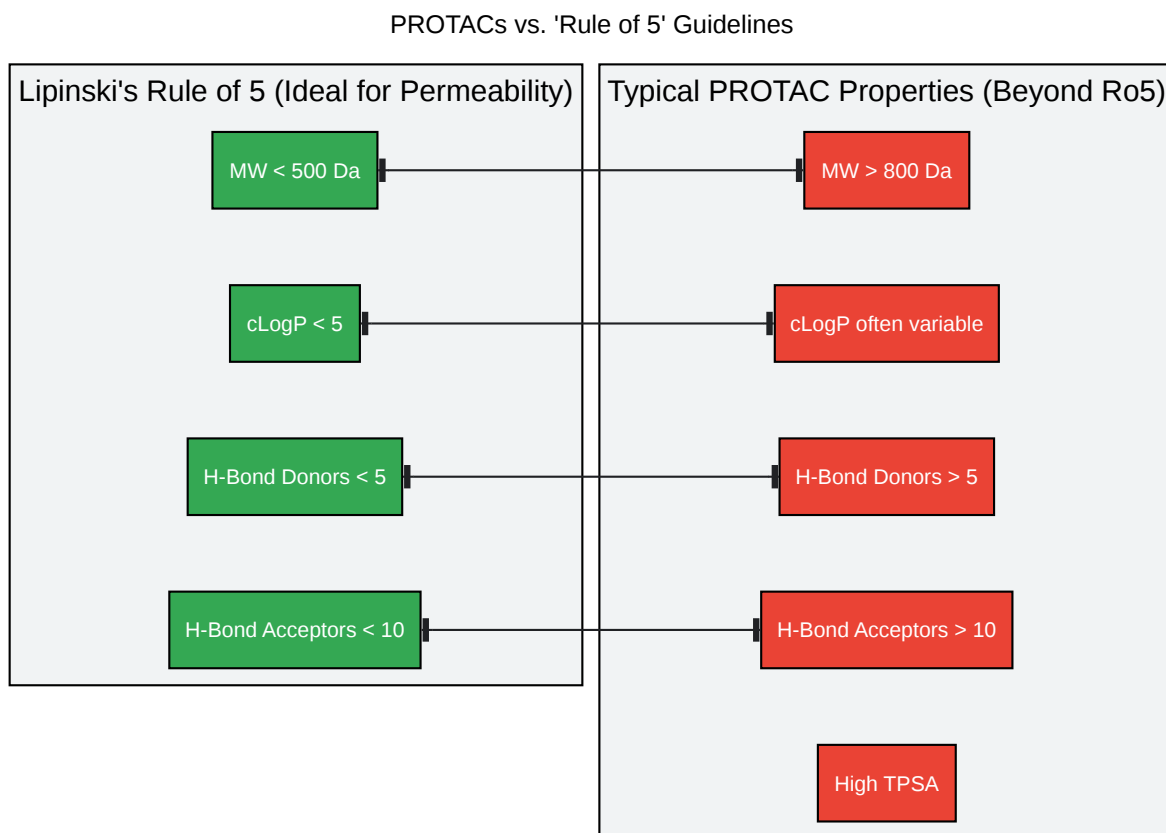 PROTACs vs. 'Rule of 5' Guidelines
Lipinski's Rule of 5 (Ideal for Permeability)
Typical PROTAC Properties (Beyond Ro5)
MW < 500 Da
MW > 800 Da
cLogP < 5
cLogP often variable
H-Bond Donors < 5
H-Bond Donors > 5
H-Bond Acceptors < 10
H-Bond Acceptors > 10
High TPSA